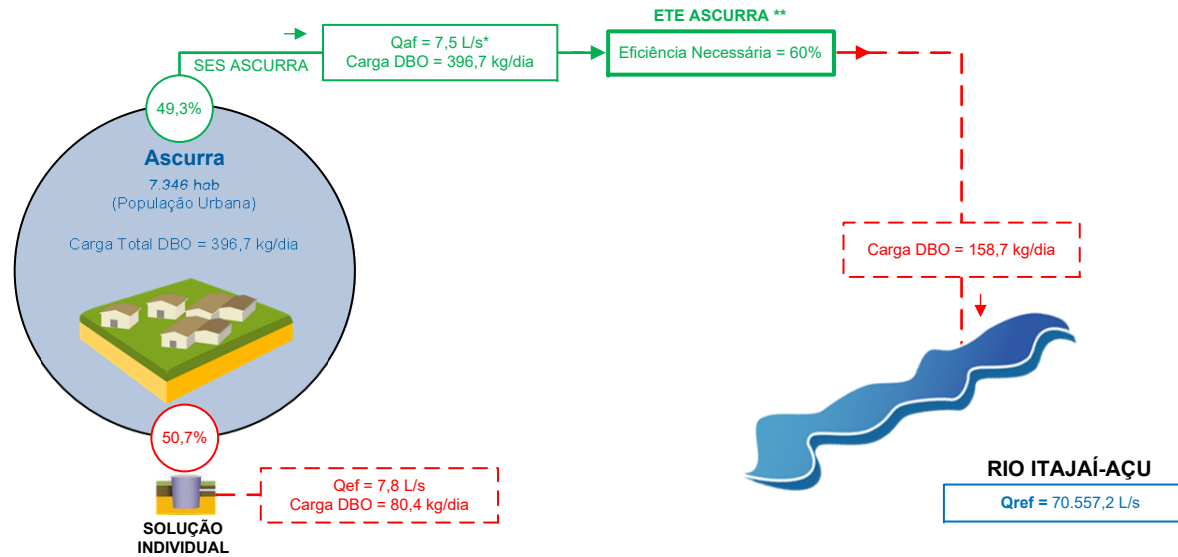 ETE ASCURRA **
Qaf = 7,5 L/s*
Carga DBO = 396,7 kg/dia
Eficiência Necessária = 60%
SES ASCURRA
49,3%
Ascurra
7.346 hab
(População Urbana)
Carga Total DBO = 396,7 kg/dia
Carga DBO = 158,7 kg/dia
50,7%
Qef = 7,8 L/s
Carga DBO = 80,4 kg/dia
SOLUÇÃO
INDIVIDUAL
RIO ITAJAÍ-AÇU
Qref = 70.557,2 L/s